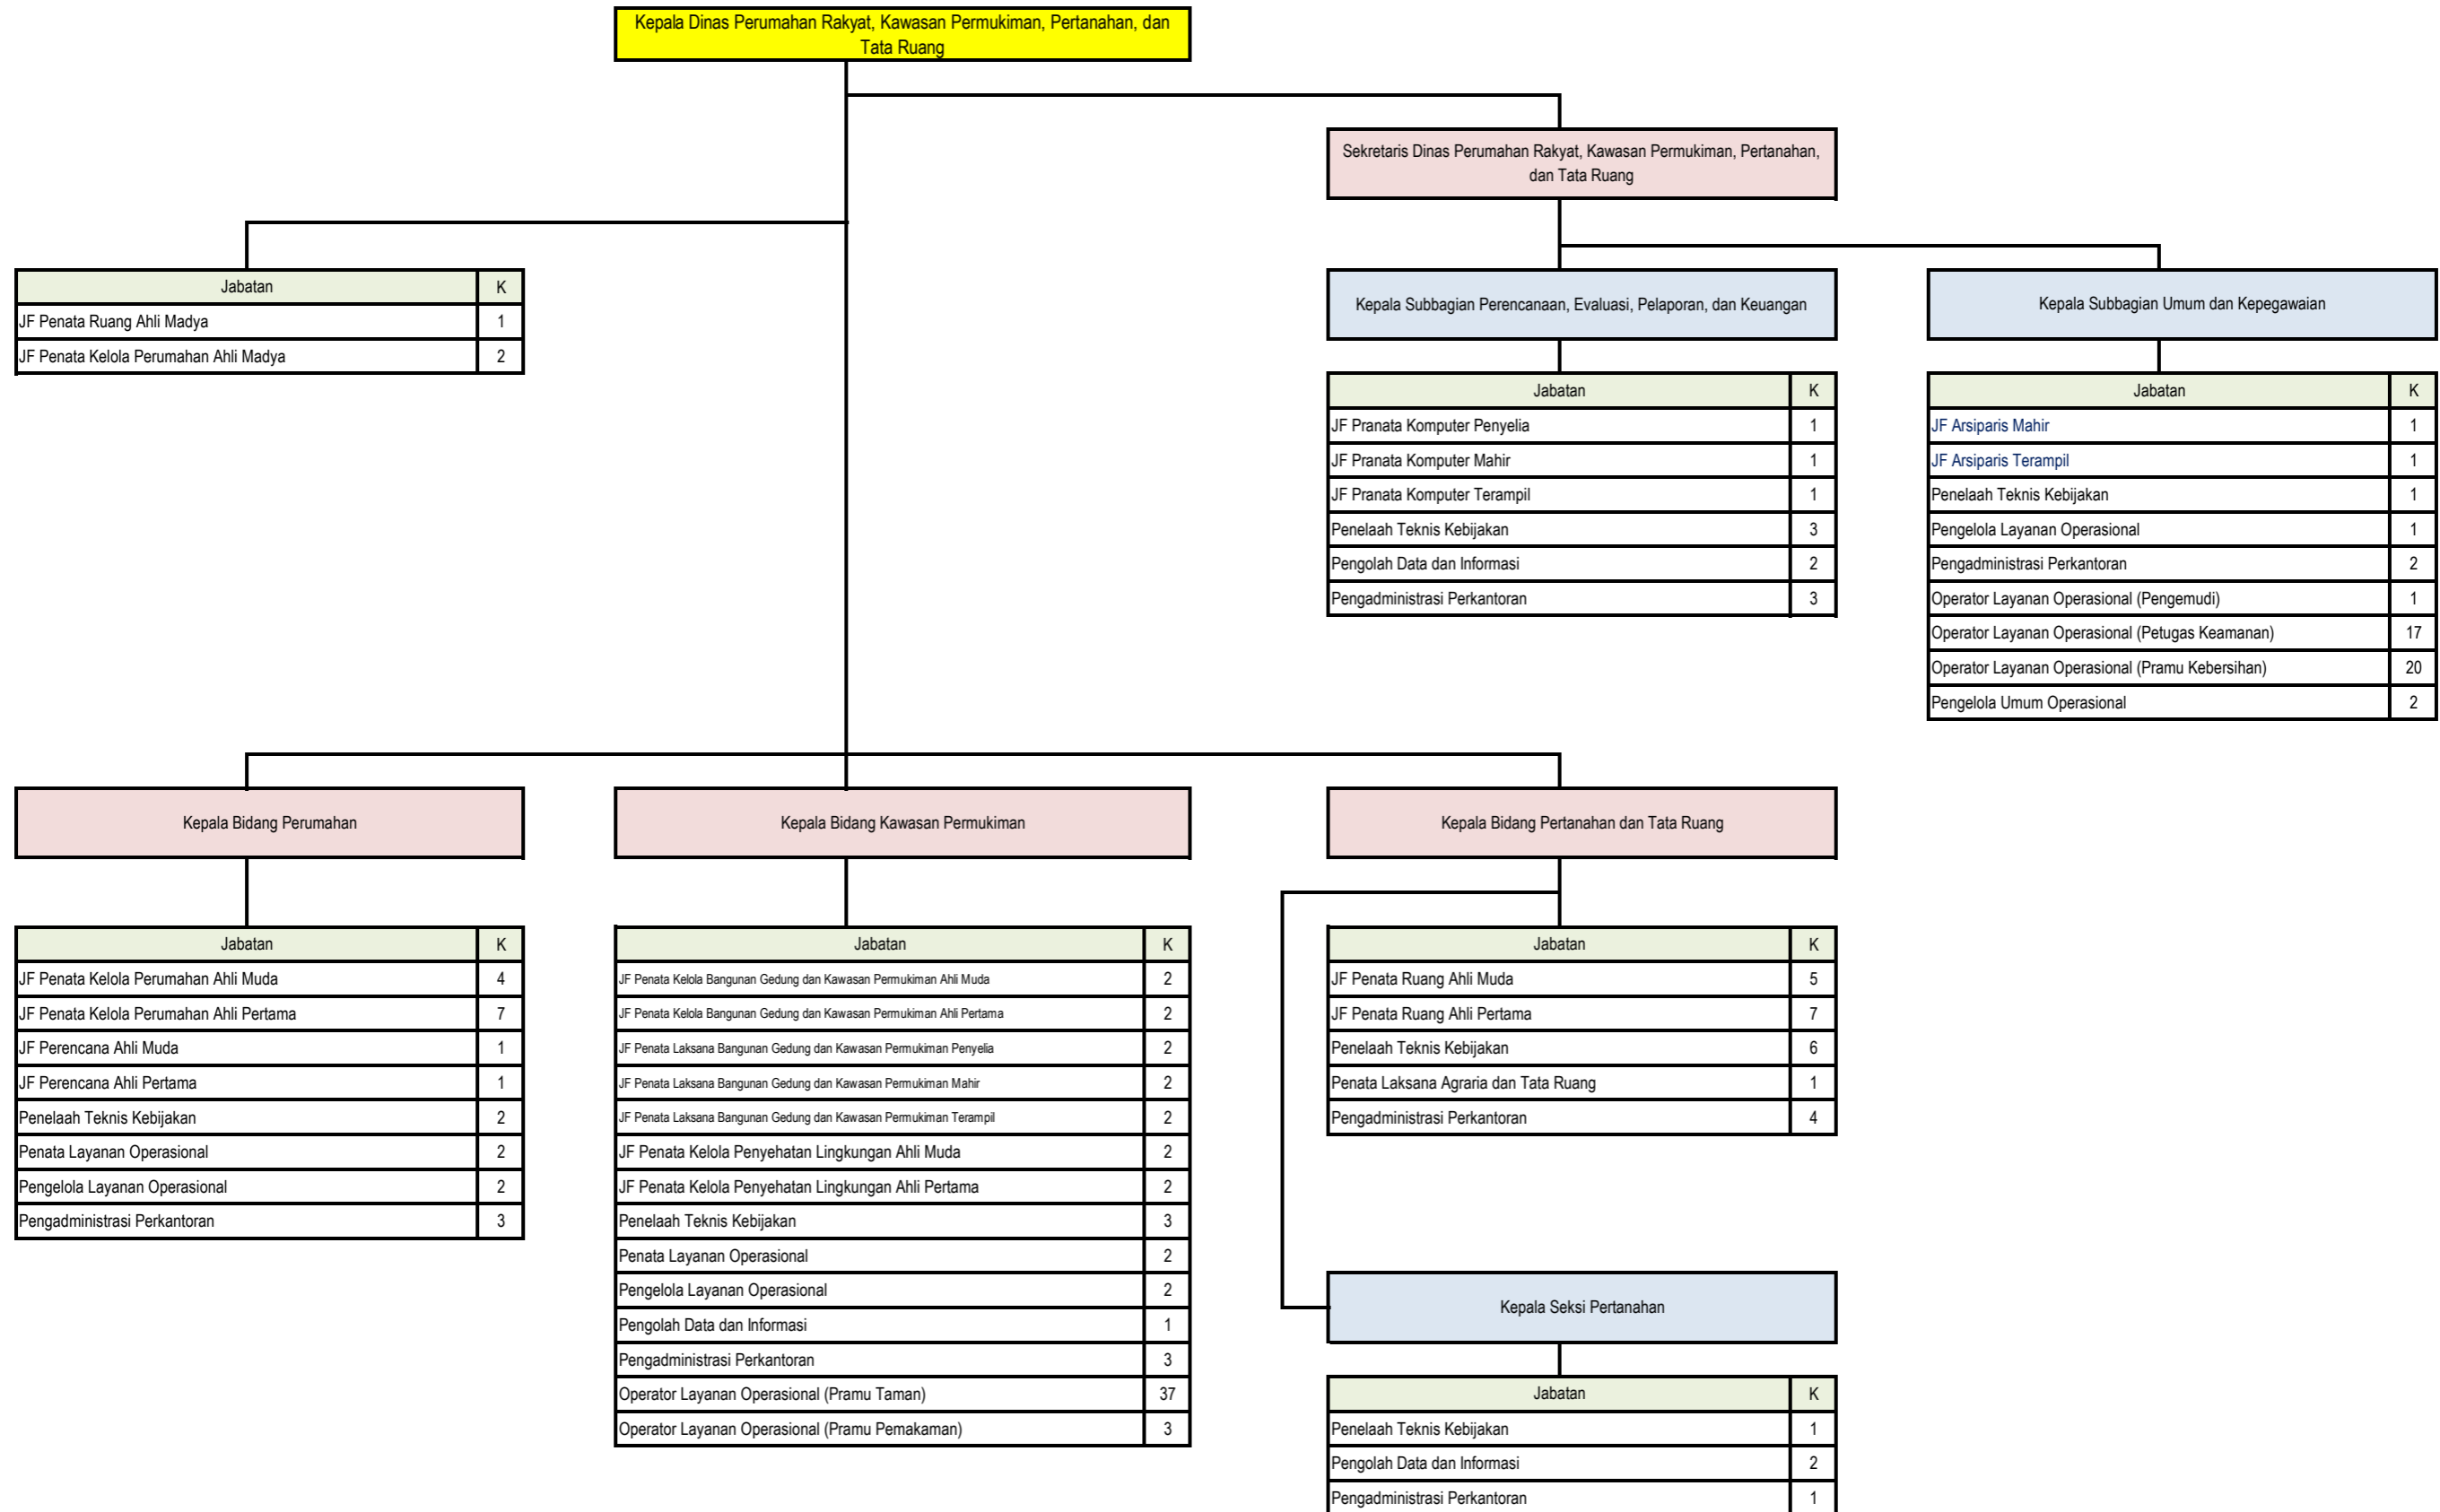 Kepala Dinas Perumahan Rakyat, Kawasan Permukiman, Pertanahan, dan
Tata Ruang
Sekretaris Dinas Perumahan Rakyat, Kawasan Permukiman, Pertanahan,
dan Tata Ruang
Jabatan K
JF Penata Ruang Ahli Madya 1
JF Penata Kelola Perumahan Ahli Madya 2
Kepala Subbagian Perencanaan, Evaluasi, Pelaporan, dan Keuangan
Jabatan K
JF Pranata Komputer Penyelia 1
JF Pranata Komputer Mahir 1
JF Pranata Komputer Terampil 1
Penelaah Teknis Kebijakan 3
Pengolah Data dan Informasi 2
Pengadministrasi Perkantoran 3
Kepala Subbagian Umum dan Kepegawaian
Jabatan K
JF Arsiparis Mahir 1
JF Arsiparis Terampil 1
Penelaah Teknis Kebijakan 1
Pengelola Layanan Operasional 1
Pengadministrasi Perkantoran 2
Operator Layanan Operasional (Pengemudi) 1
Operator Layanan Operasional (Petugas Keamanan) 17
Operator Layanan Operasional (Pramu Kebersihan) 20
Pengelola Umum Operasional 2
Kepala Bidang Perumahan
Jabatan K
JF Penata Kelola Perumahan Ahli Muda 4
JF Penata Kelola Perumahan Ahli Pertama 7
JF Perencana Ahli Muda 1
JF Perencana Ahli Pertama 1
Penelaah Teknis Kebijakan 2
Penata Layanan Operasional 2
Pengelola Layanan Operasional 2
Pengadministrasi Perkantoran 3
Kepala Bidang Kawasan Permukiman
Jabatan K
JF Penata Kelola Bangunan Gedung dan Kawasan Permukiman Ahli Muda 2
JF Penata Kelola Bangunan Gedung dan Kawasan Permukiman Ahli Pertama 2
JF Penata Laksana Bangunan Gedung dan Kawasan Permukiman Penyelia 2
JF Penata Laksana Bangunan Gedung dan Kawasan Permukiman Mahir 2
JF Penata Laksana Bangunan Gedung dan Kawasan Permukiman Terampil 2
JF Penata Kelola Penyehatan Lingkungan Ahli Muda 2
JF Penata Kelola Penyehatan Lingkungan Ahli Pertama 2
Penelaah Teknis Kebijakan 3
Penata Layanan Operasional 2
Pengelola Layanan Operasional 2
Pengolah Data dan Informasi 1
Pengadministrasi Perkantoran 3
Operator Layanan Operasional (Pramu Taman) 37
Operator Layanan Operasional (Pramu Pemakaman) 3
Kepala Bidang Pertanahan dan Tata Ruang
Jabatan K
JF Penata Ruang Ahli Muda 5
JF Penata Ruang Ahli Pertama 7
Penelaah Teknis Kebijakan 6
Penata Laksana Agraria dan Tata Ruang 1
Pengadministrasi Perkantoran 4
Kepala Seksi Pertanahan
Jabatan K
Penelaah Teknis Kebijakan 1
Pengolah Data dan Informasi 2
Pengadministrasi Perkantoran 1